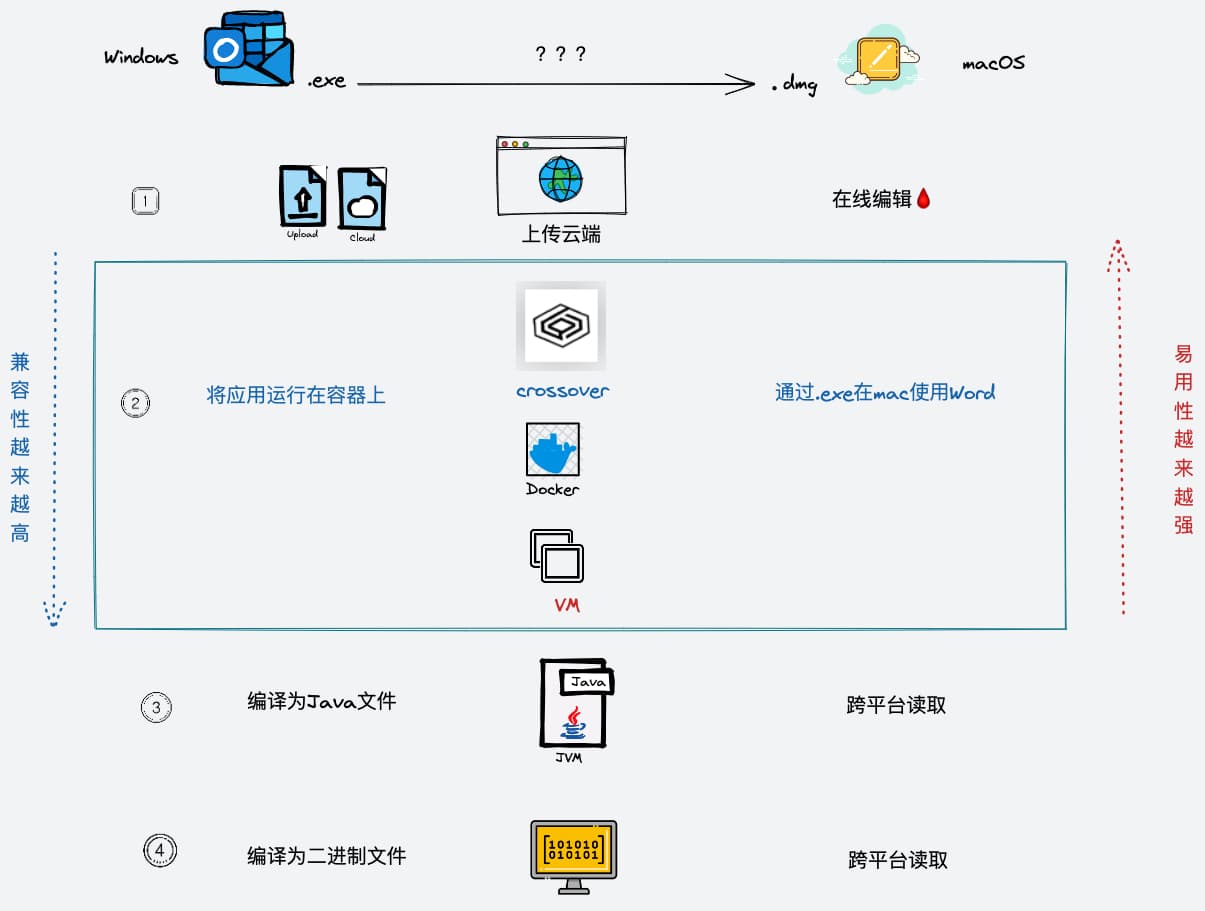 Windows
.exe
? ? ?
.dmg
macOS
1
Upload
Cloud
上传云端
在线编辑
兼容性越来越高
易用性越来越强
2
将应用运行在容器上
crossover
通过.exe在mac使用Word
Docker
VM
3
编译为Java文件
Java
JVM
跨平台读取
4
编译为二进制文件
101010
010101
跨平台读取